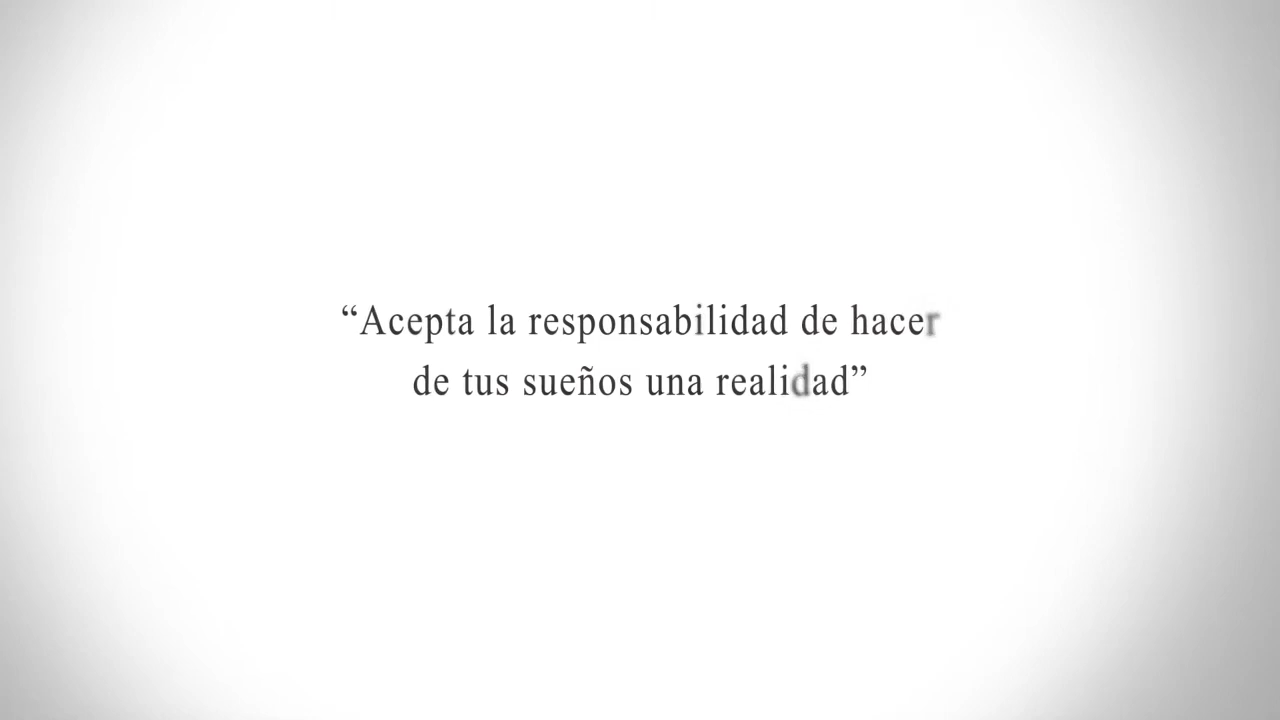 “Acepta la responsabilidad de hacer
de tus sueños una realidad”